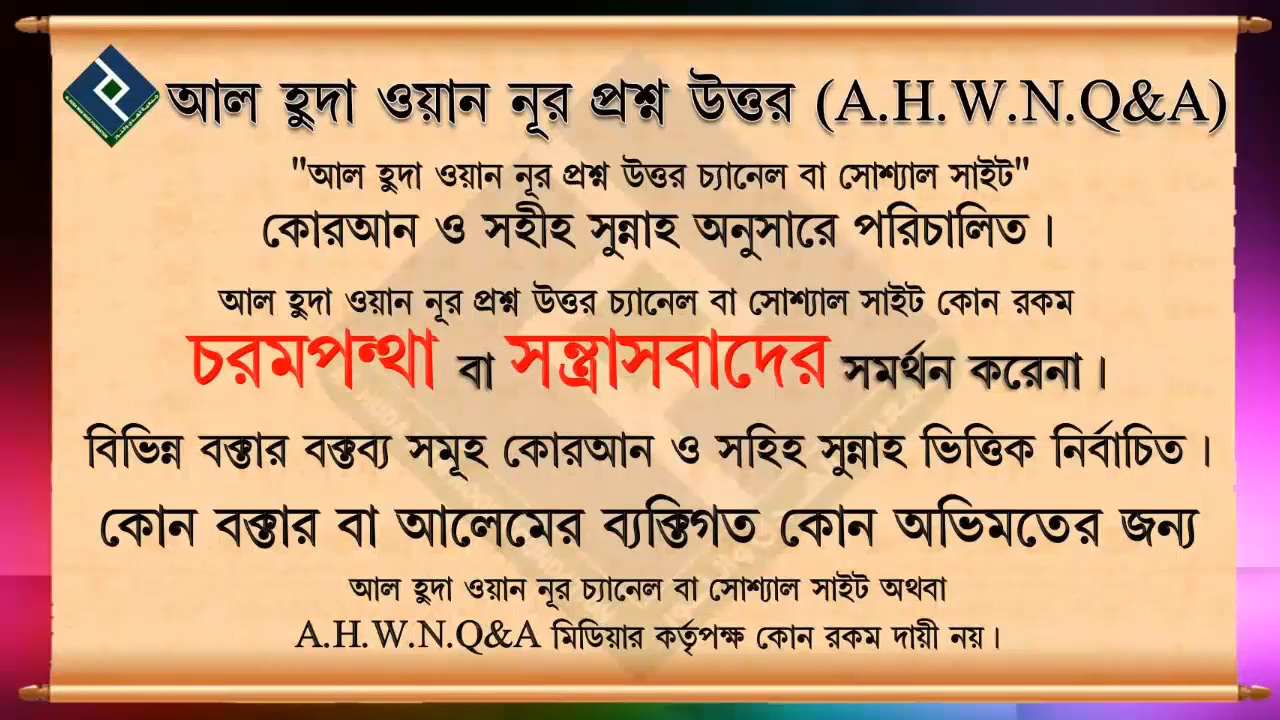 আল হুদা ওয়ান নূর প্রশ্ন উত্তর (A.H.W.N.Q&A)
"আল হুদা ওয়ান নূর প্রশ্ন উত্তর চ্যানেল বা সোশ্যাল সাইট"
কোরআন ও সহীহ সুন্নাহ অনুসারে পরিচালিত।
আল হুদা ওয়ান নূর প্রশ্ন উত্তর চ্যানেল বা সোশ্যাল সাইট কোন রকম
চরমপন্থা বা সন্ত্রাসবাদের সমর্থন করেনা।
বিভিন্ন বক্তার বক্তব্য সমূহ কোরআন ও সহিহ সুন্নাহ ভিত্তিক নির্বাচিত।
কোন বক্তার বা আলেমের ব্যক্তিগত কোন অভিমতের জন্য
আল হুদা ওয়ান নূর চ্যানেল বা সোশ্যাল সাইট অথবা
A.H.W.N.Q&A মিডিয়ার কর্তৃপক্ষ কোন রকম দায়ী নয়।